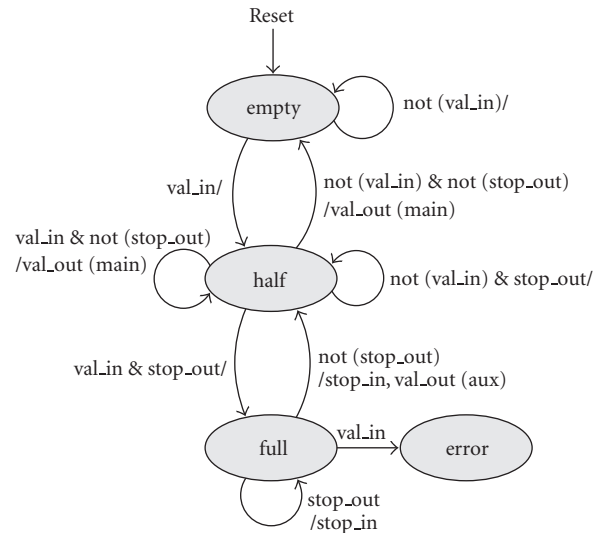 Reset
empty
not (val_in)/
val_in/
not (val_in) & not (stop_out)
/val_out (main)
val_in & not (stop_out)
/val_out (main)
half
not (val_in) & stop_out/
val_in & stop_out/
not (stop_out)
/stop_in, val_out (aux)
full
val_in
error
stop_out
/stop_in